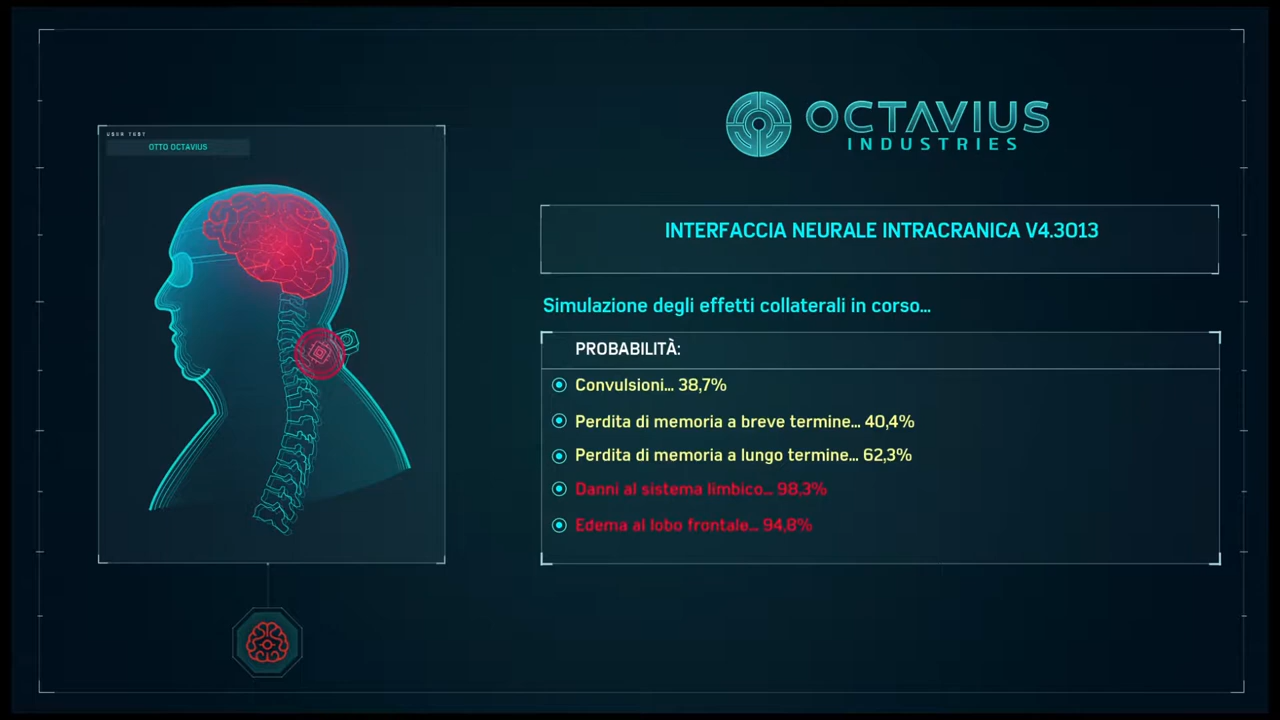 USER TEST
OTTO OCTAVIUS
OCTAVIUS
INDUSTRIES
INTERFACCIA NEURALE INTRACRANICA V4.3013
Simulazione degli effetti collaterali in corso...
PROBABILITÀ:
Convulsioni... 38,7%
Perdita di memoria a breve termine... 40,4%
Perdita di memoria a lungo termine... 62,3%
Danni al sistema limbico... 98,3%
Edema al lobo frontale... 94,8%